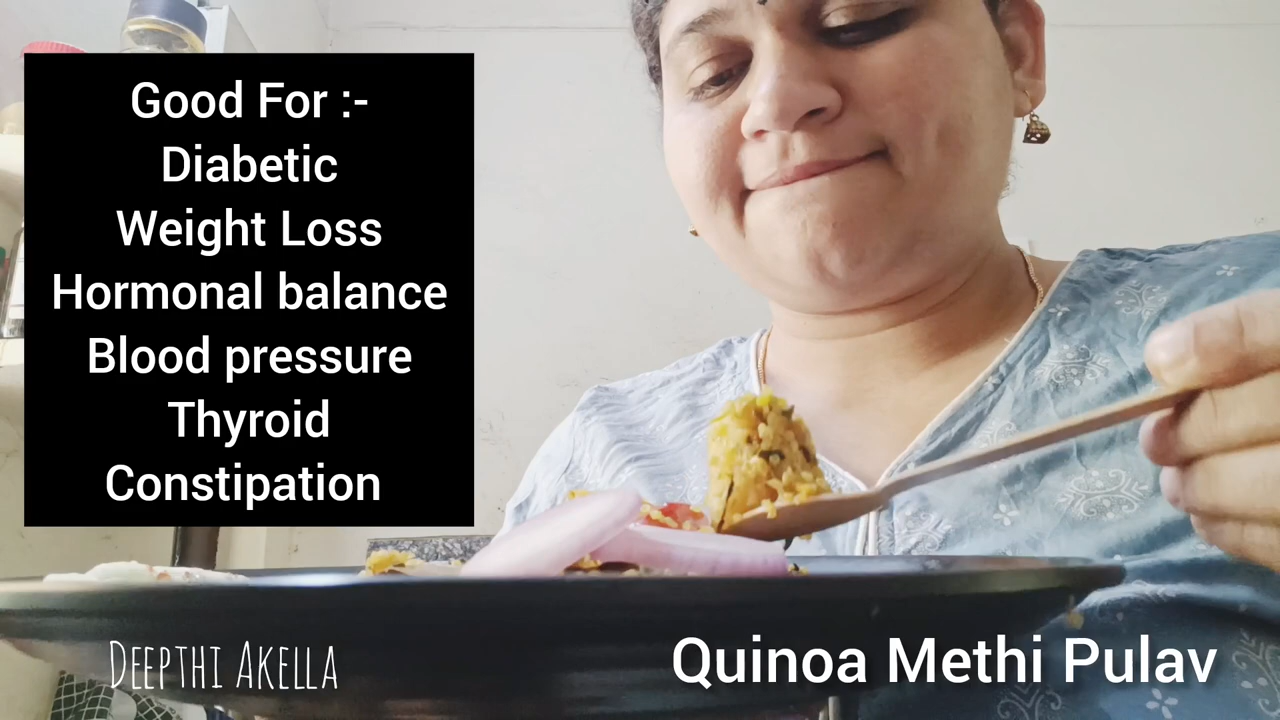 Good For :-
Diabetic
Weight Loss
Hormonal balance
Blood pressure
Thyroid
Constipation
Deepthi Akella
Quinoa Methi Pulav